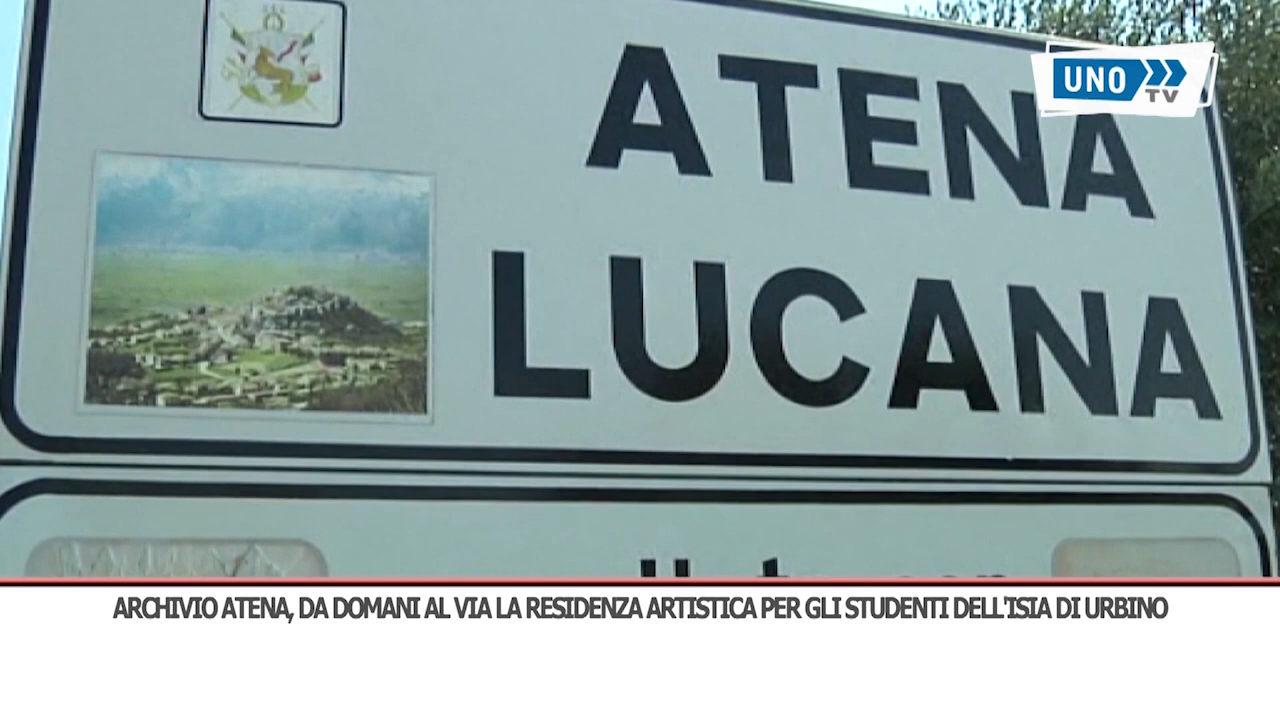 UNO
TV
ATENA
LUCANA
ARCHIVIO ATENA, DA DOMANI AL VIA LA RESIDENZA ARTISTICA PER GLI STUDENTI DELL'ISIA DI URBINO